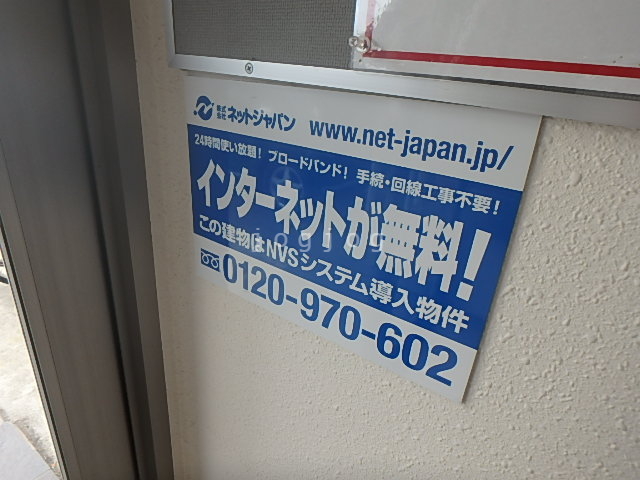 株式会社 ネットジャパン www.net-japan.jp/
24時間使い放題! ブロードバンド! 手続・回線工事不要!
インターネットが無料!
この建物はNVSシステム導入物件
0120-970-602